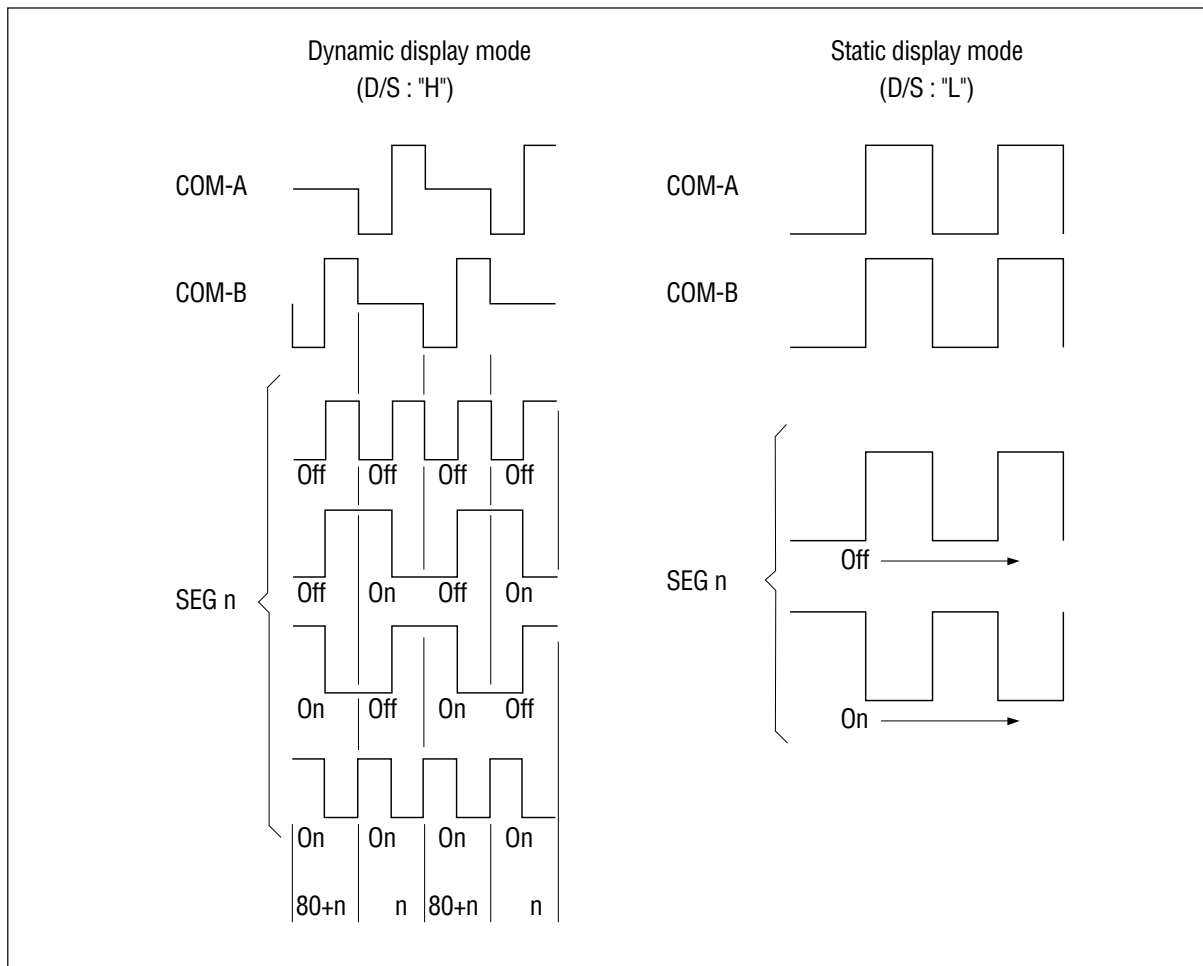 Dynamic display mode
(D/S : "H")
Static display mode
(D/S : "L")
COM-A
COM-A
COM-B
COM-B
Off Off Off Off
Off On Off On
SEG n
On Off On Off
On On On On
80+n n 80+n n
SEG n
Off
On